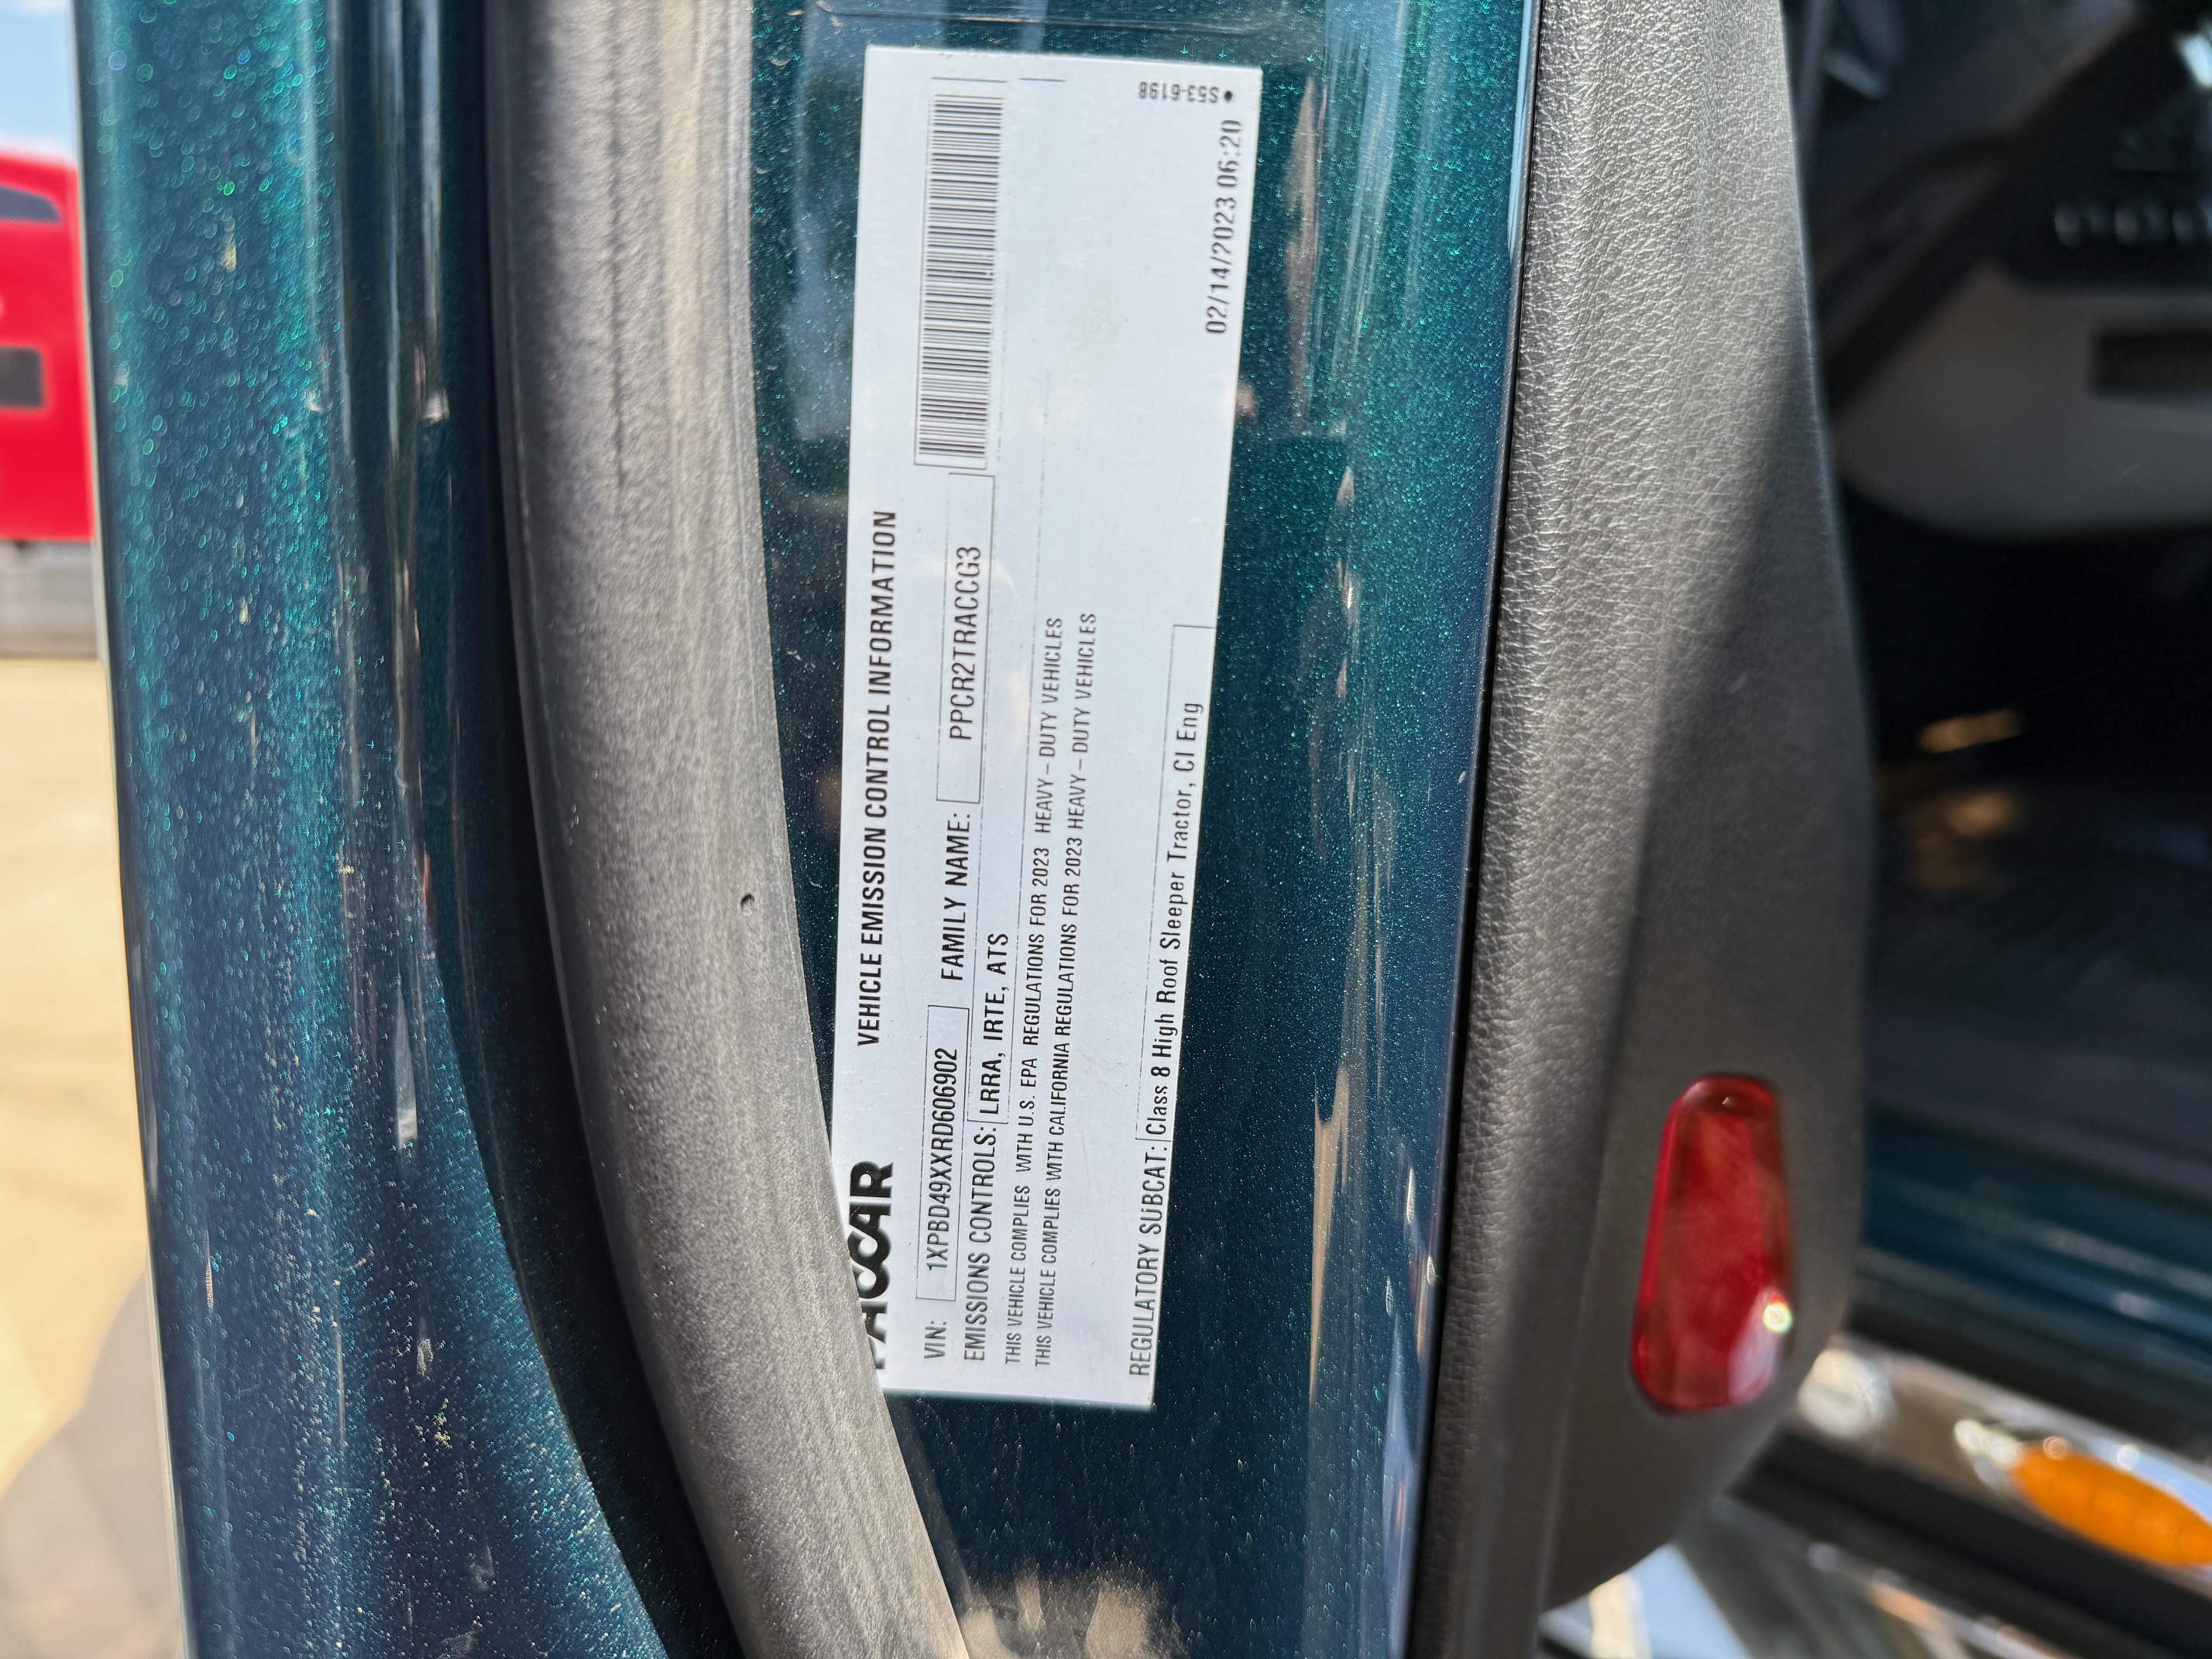 PACCAR
VEHICLE EMISSION CONTROL INFORMATION
VIN: 1XPBD49XXRD606902 FAMILY NAME: PPCR2TRACCG3
EMISSIONS CONTROLS: LRRA, IRTE, ATS
THIS VEHICLE COMPLIES WITH U.S. EPA REGULATIONS FOR 2023 HEAVY – DUTY VEHICLES
THIS VEHICLE COMPLIES WITH CALIFORNIA REGULATIONS FOR 2023 HEAVY – DUTY VEHICLES
REGULATORY SUBCAT: Class 8 High Roof Sleeper Tractor, CI Eng
02/14/2023 06:20
• S53-6198